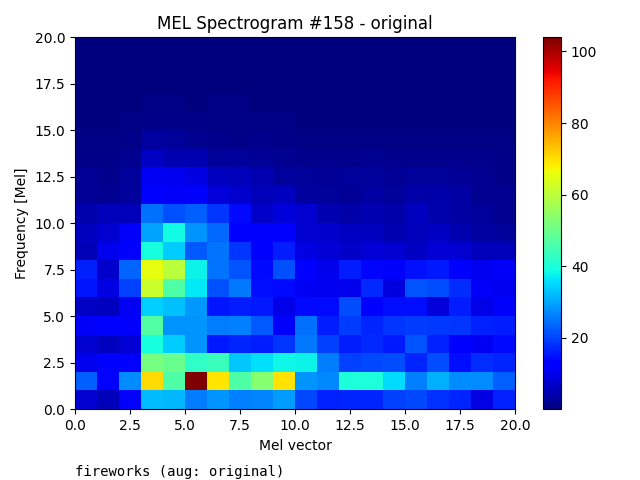 MEL Spectrogram #158 - original
20.0
17.5
15.0
12.5
10.0
7.5
5.0
2.5
0.0
Frequency [Mel]
0.0 2.5 5.0 7.5 10.0 12.5 15.0 17.5 20.0
Mel vector
100
80
60
40
20
fireworks (aug: original)